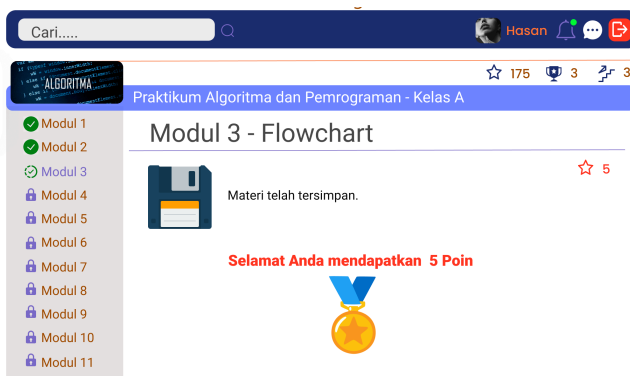 Cari.....
Hasan
ALGORITMA
175
3
3
Praktikum Algoritma dan Pemrograman - Kelas A
Modul 1
Modul 2
Modul 3
Modul 4
Modul 5
Modul 6
Modul 7
Modul 8
Modul 9
Modul 10
Modul 11
Modul 3 - Flowchart
5
Materi telah tersimpan.
Selamat Anda mendapatkan 5 Poin